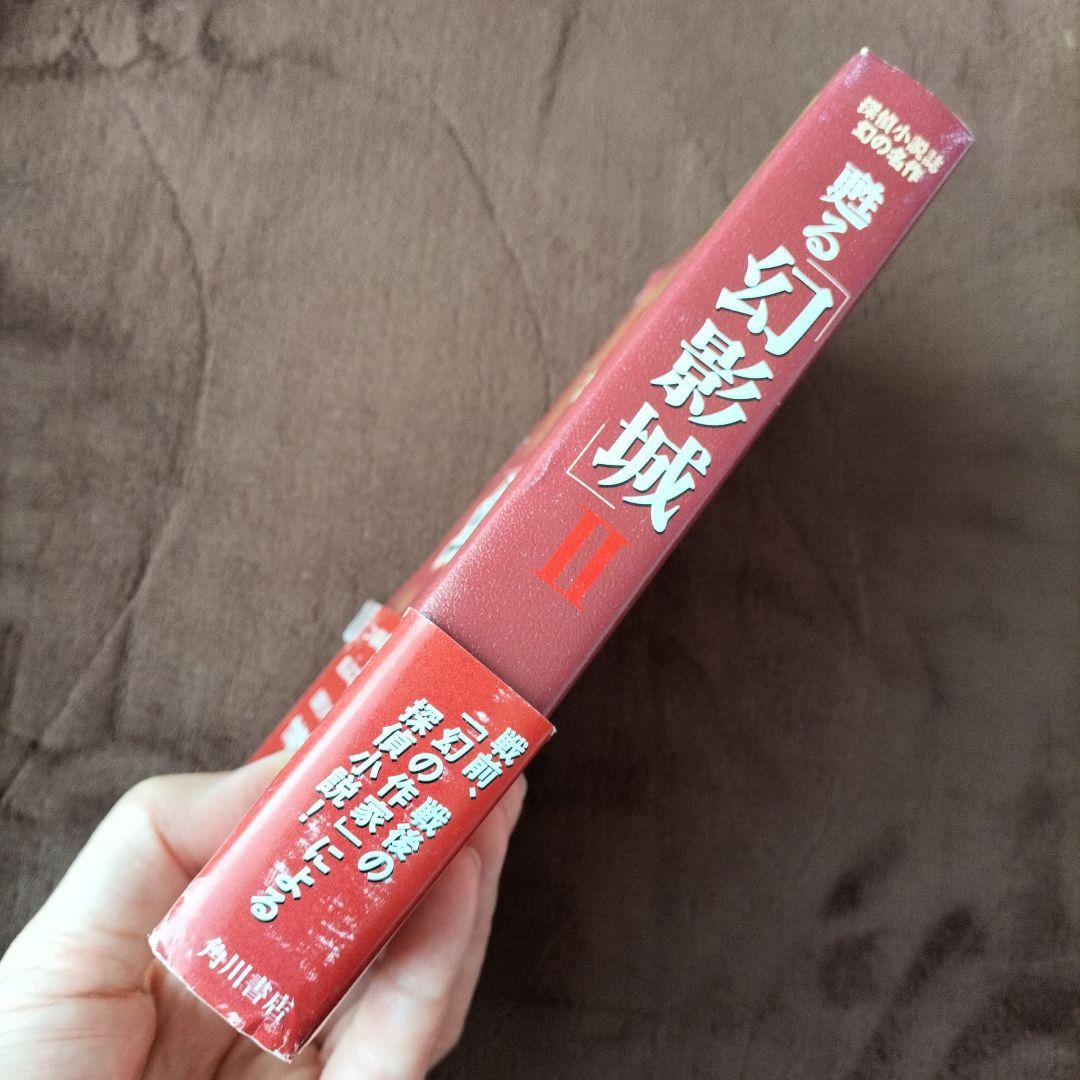 探偵小説誌
幻の名作
甦る「幻影城」II
戦前、戦後の
「幻の作家」による
探偵小説!
角川書店